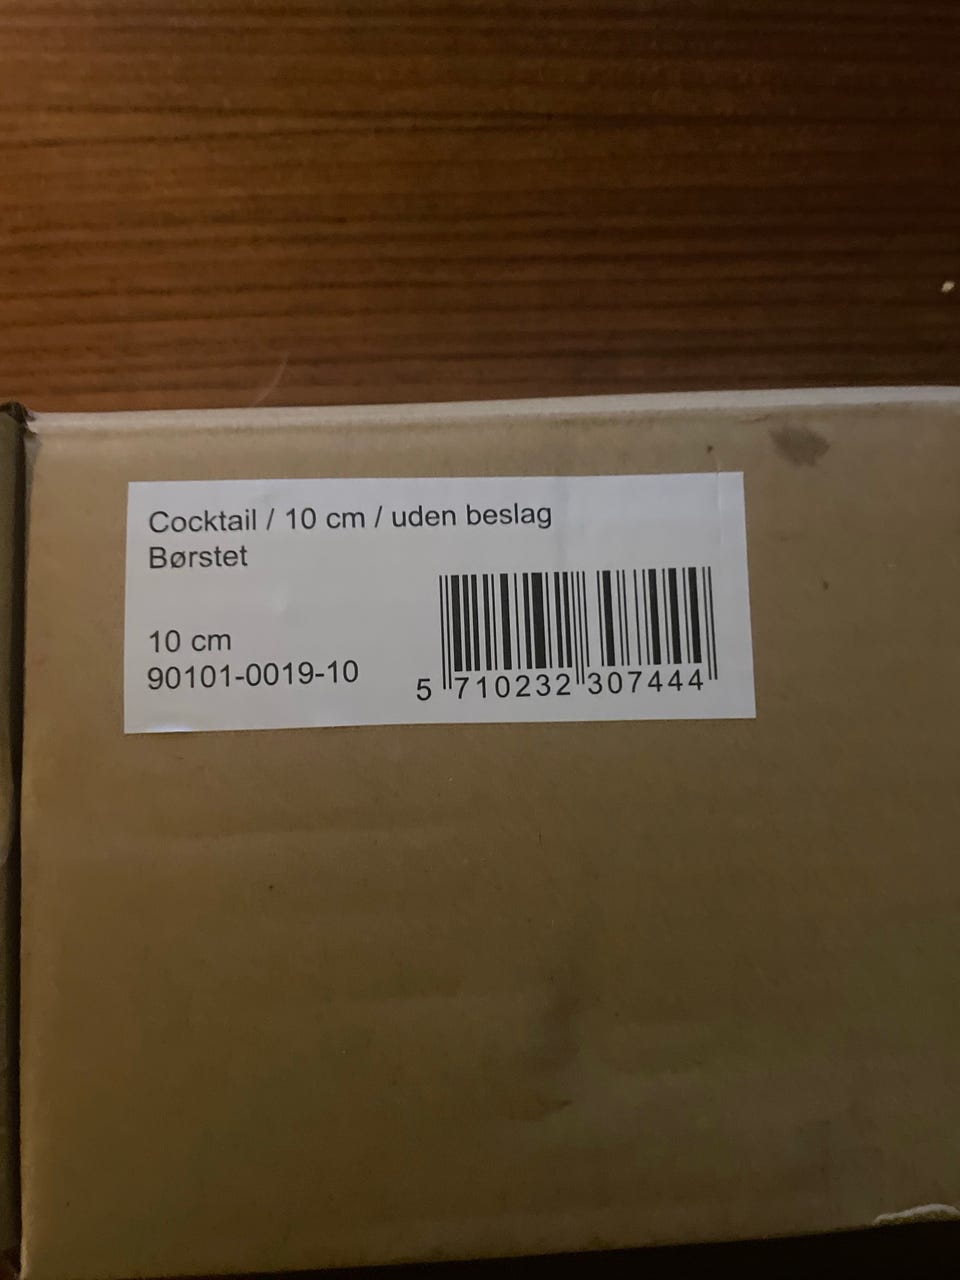 Cocktail / 10 cm / uden beslag
Børstet
10 cm
90101-0019-10
5 710232 307444